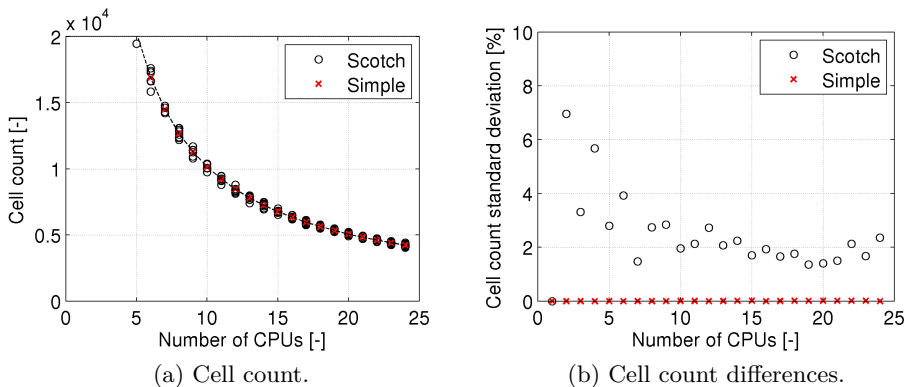 2 x 10⁴
1.5
1
0.5
0
0 5 10 15 20 25
Cell count [-]
Number of CPUs [-]
Scotch
Simple
(a) Cell count.
10
8
6
4
2
0
0 5 10 15 20 25
Cell count standard deviation [%]
Number of CPUs [-]
Scotch
Simple
(b) Cell count differences.